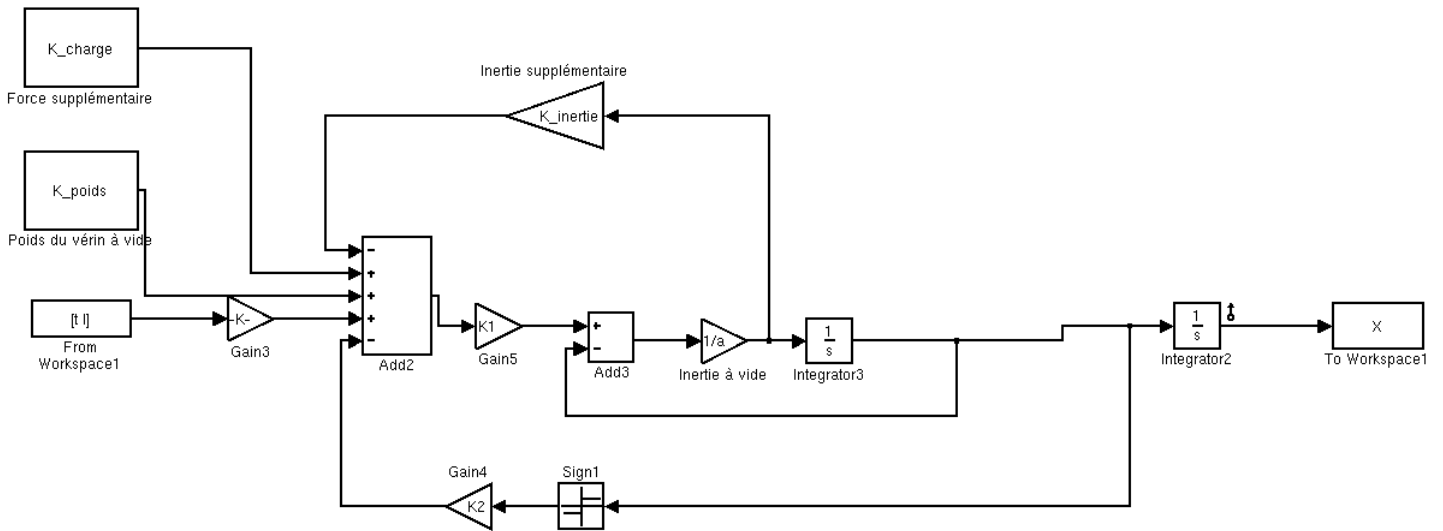 K_charge
Force supplémentaire
Inertie supplémentaire
K_inertie
K_poids
Poids du vérin à vide
[t I]
From
Workspace1
-K-
Gain3
-
+
+
+
-
Add2
K1
Gain5
+
-
Add3
1/a
Inertie à vide
1
s
Integrator3
1
s
Integrator2
X
To Workspace1
Gain4
K2
Sign1